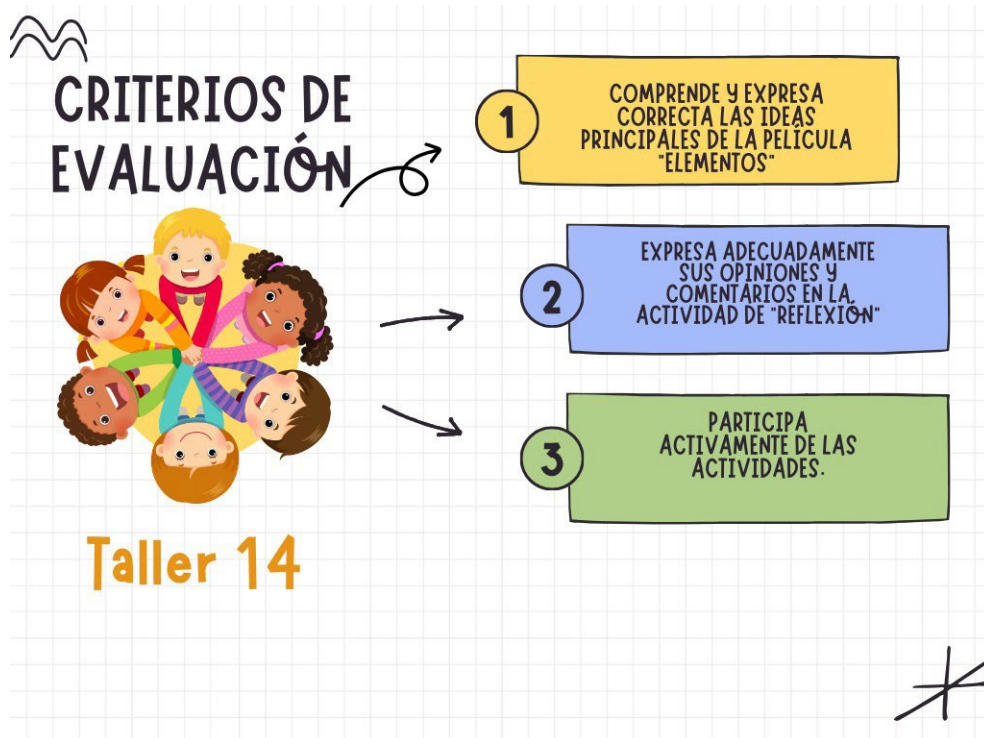 CRITERIOS DE
EVALUACIÓN
1
COMPRENDE Y EXPRESA
CORRECTA LAS IDEAS
PRINCIPALES DE LA PELÍCULA
"ELEMENTOS"
2
EXPRESA ADECUADAMENTE
SUS OPINIONES Y
COMENTARIOS EN LA
ACTIVIDAD DE "REFLEXIÓN"
3
PARTICIPA
ACTIVAMENTE DE LAS
ACTIVIDADES.
Taller 14